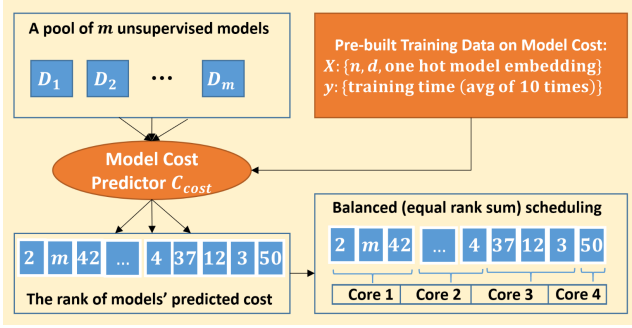 A pool of m unsupervised models
D1 D2 ··· Dm
Pre-built Training Data on Model Cost:
X: {n, d, one hot model embedding}
y: {training time (avg of 10 times)}
Model Cost
Predictor Ccost
2 m 42 ... 4 37 12 3 50
The rank of models' predicted cost
Balanced (equal rank sum) scheduling
2 m 42 ... 4 37 12 3 50
Core 1 Core 2 Core 3 Core 4